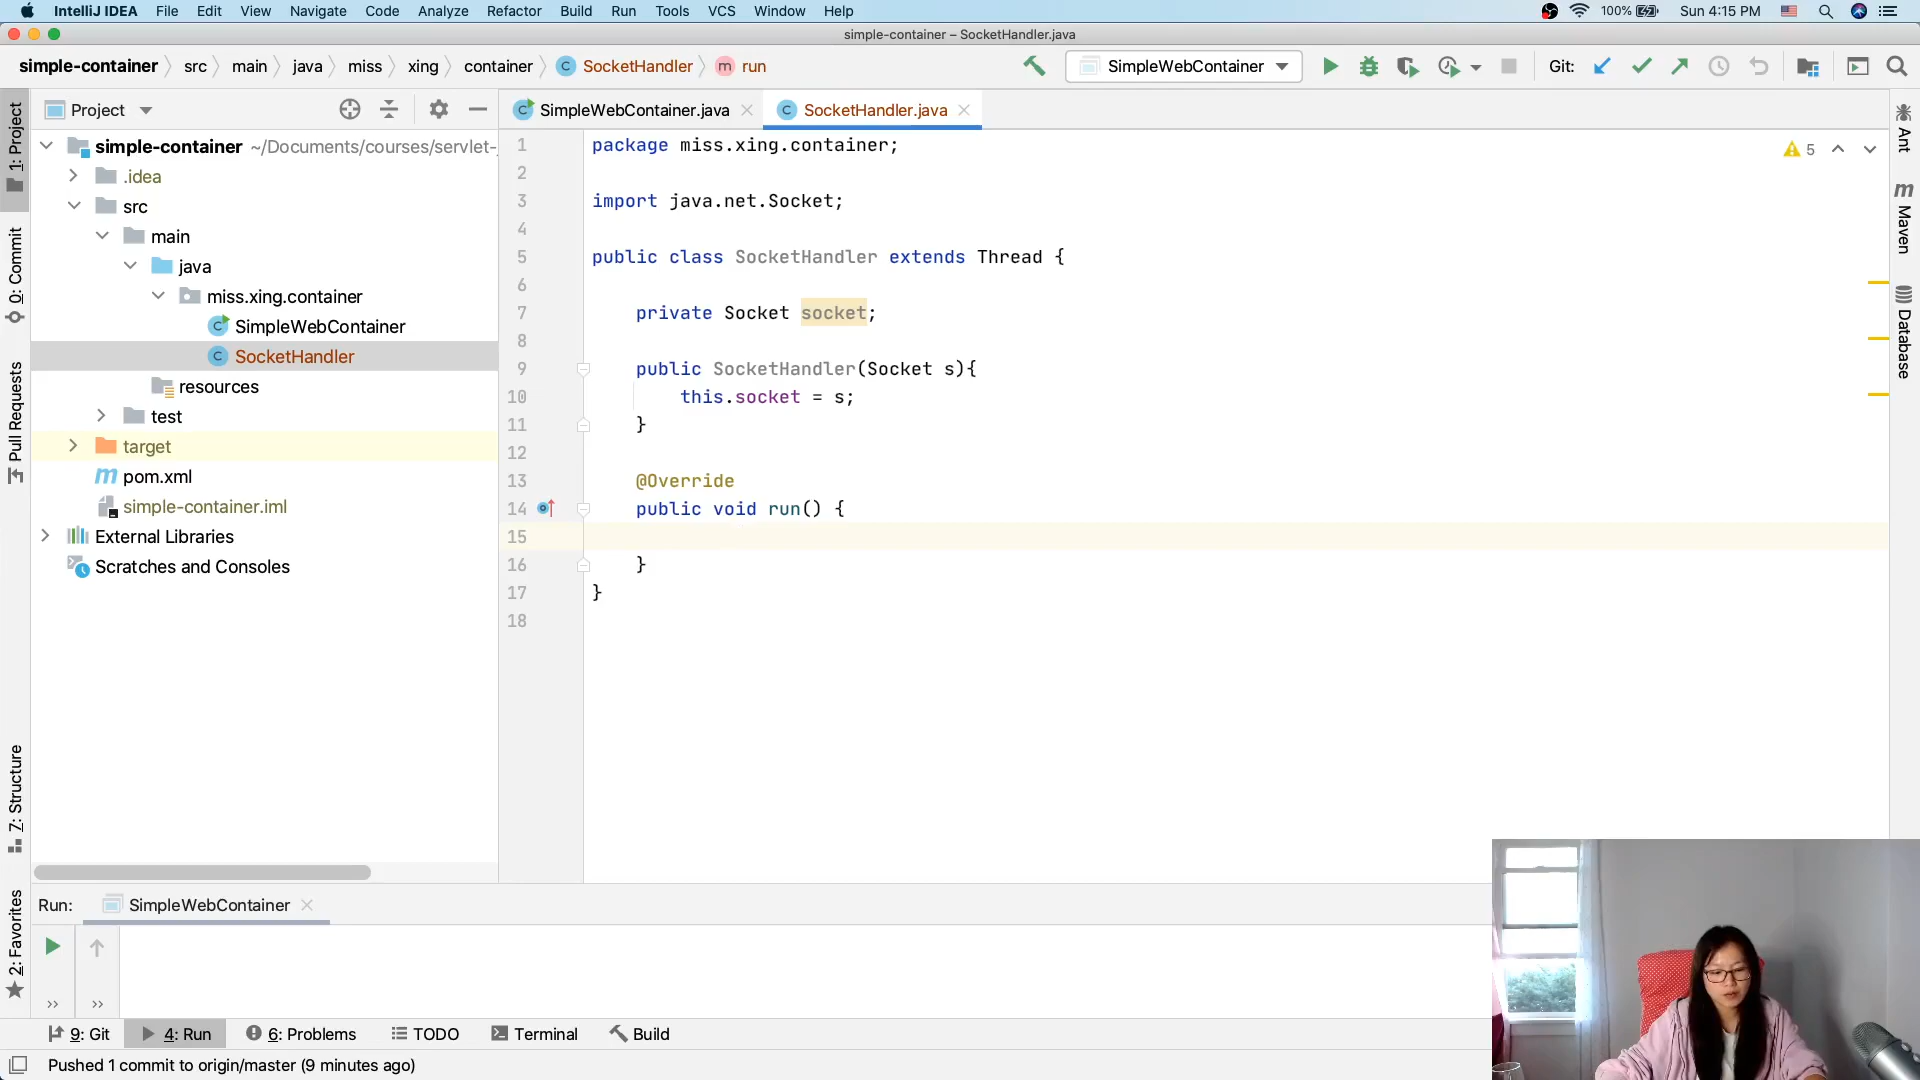 IntelliJ IDEA File Edit View Navigate Code Analyze Refactor Build Run Tools VCS Window Help 100% Sun 4:15 PM
simple-container – SocketHandler.java
simple-container src main java miss xing container C SocketHandler m run SimpleWebContainer Git:
Project SimpleWebContainer.java SocketHandler.java
simple-container ~/Documents/courses/servlet-
.idea
src
main
java
miss.xing.container
SimpleWebContainer
SocketHandler
resources
test
target
pom.xml
simple-container.iml
External Libraries
Scratches and Consoles
1: Project
0: Commit
Pull Requests
7: Structure
2: Favorites
1 package miss.xing.container;
2
3 import java.net.Socket;
4
5 public class SocketHandler extends Thread {
6
7 private Socket socket;
8
9 public SocketHandler(Socket s){
10 this.socket = s;
11 }
12
13 @Override
14 public void run() {
15
16 }
17 }
18
5
Ant
Maven
Database
Run: SimpleWebContainer
9: Git 4: Run 6: Problems TODO Terminal Build
Pushed 1 commit to origin/master (9 minutes ago)